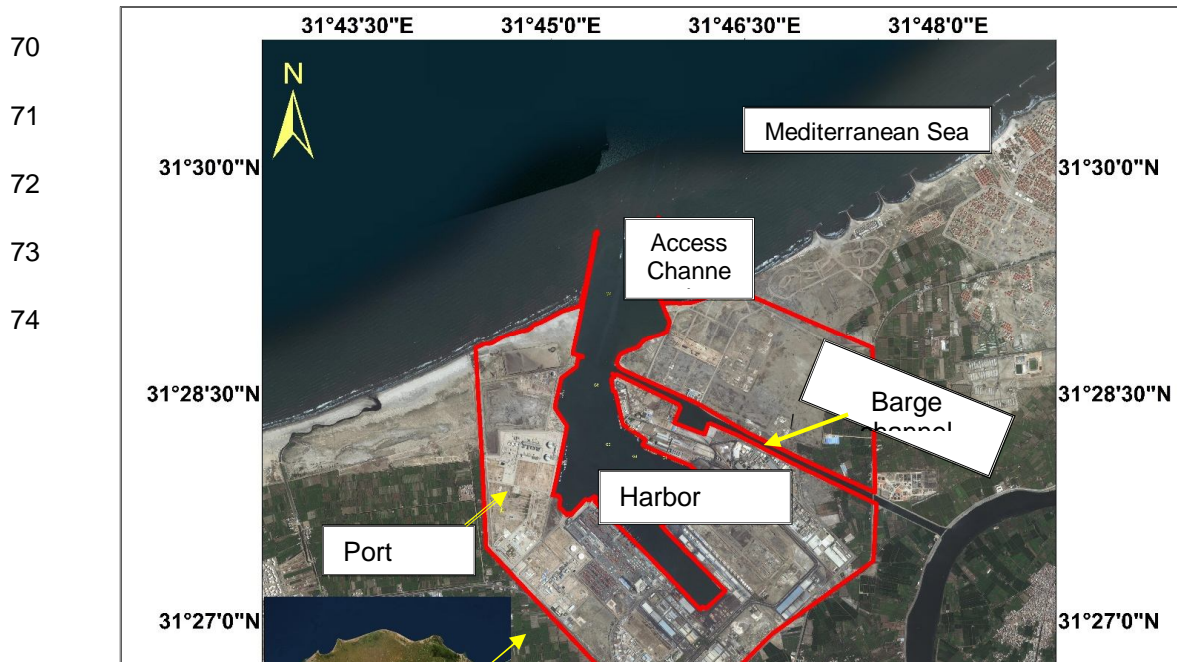 70
71
72
73
74
31°43'30"E 31°45'0"E 31°46'30"E 31°48'0"E
N
Mediterranean Sea
31°30'0"N 31°30'0"N
Access
Channe
31°28'30"N 31°28'30"N
Barge
channel
Harbor
Port
31°27'0"N 31°27'0"N